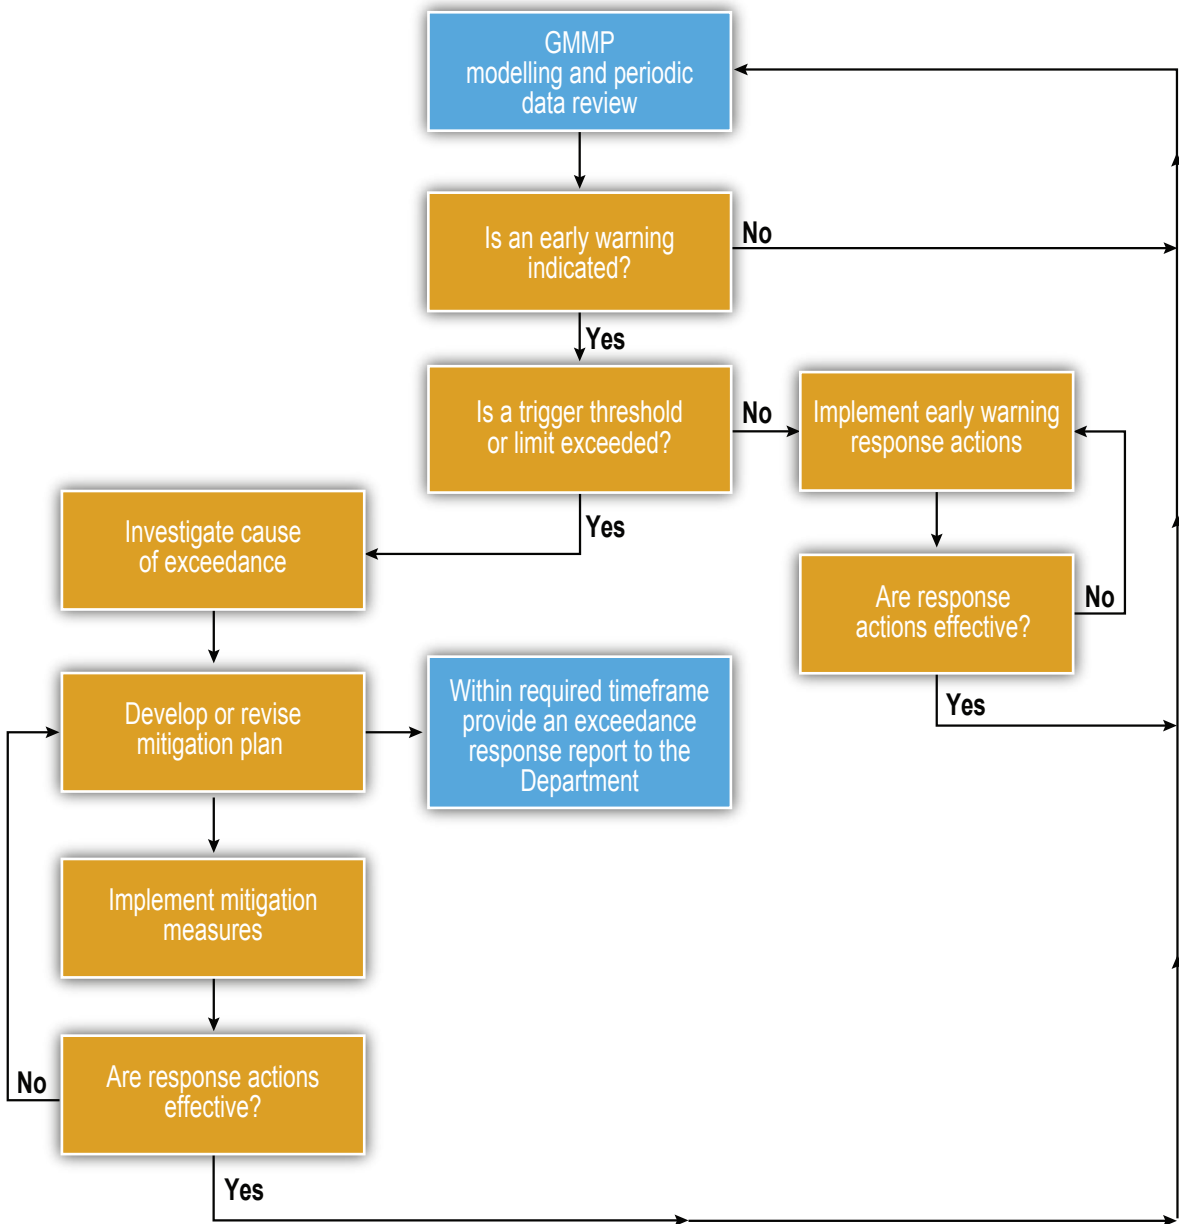 GMMP
modelling and periodic
data review
Is an early warning
indicated?
No
Yes
Is a trigger threshold
or limit exceeded?
No
Implement early warning
response actions
Yes
Investigate cause
of exceedance
Are response
actions effective?
No
Yes
Develop or revise
mitigation plan
Within required timeframe
provide an exceedance
response report to the
Department
Implement mitigation
measures
Are response actions
effective?
No
Yes